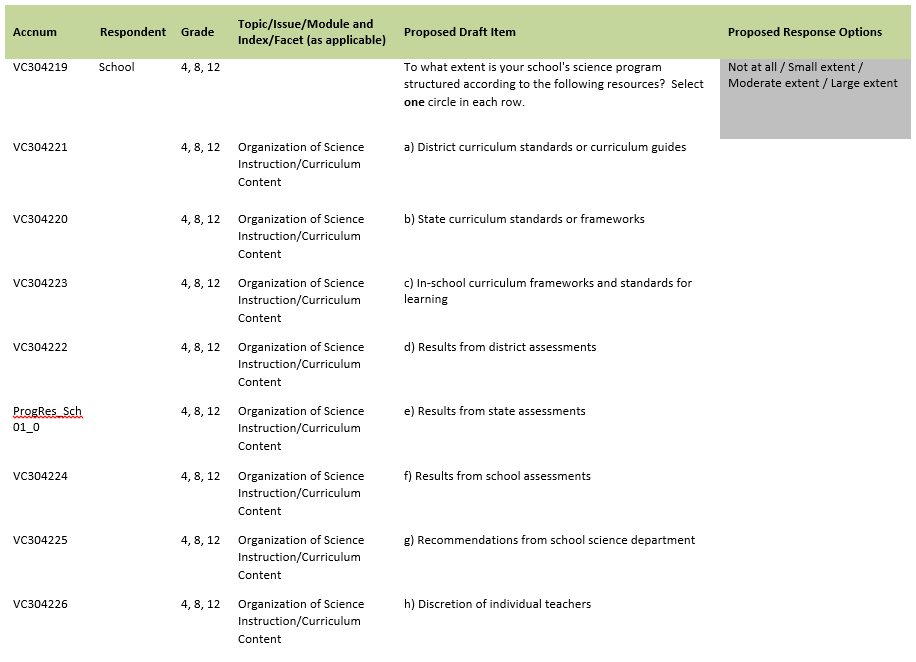 Accnum Respondent Grade Topic/Issue/Module and Index/Facet (as applicable) Proposed Draft Item Proposed Response Options
VC304219 School 4, 8, 12 To what extent is your school's science program Not at all / Small extent /
structured according to the following resources? Select Moderate extent / Large extent
one circle in each row.
VC304221 4, 8, 12 Organization of Science a) District curriculum standards or curriculum guides
Instruction/Curriculum
Content
VC304220 4, 8, 12 Organization of Science b) State curriculum standards or frameworks
Instruction/Curriculum
Content
VC304223 4, 8, 12 Organization of Science c) In-school curriculum frameworks and standards for
Instruction/Curriculum learning
Content
VC304222 4, 8, 12 Organization of Science d) Results from district assessments
Instruction/Curriculum
Content
ProgRes_Sch 4, 8, 12 Organization of Science e) Results from state assessments
01_0 Instruction/Curriculum
Content
VC304224 4, 8, 12 Organization of Science f) Results from school assessments
Instruction/Curriculum
Content
VC304225 4, 8, 12 Organization of Science g) Recommendations from school science department
Instruction/Curriculum
Content
VC304226 4, 8, 12 Organization of Science h) Discretion of individual teachers
Instruction/Curriculum
Content